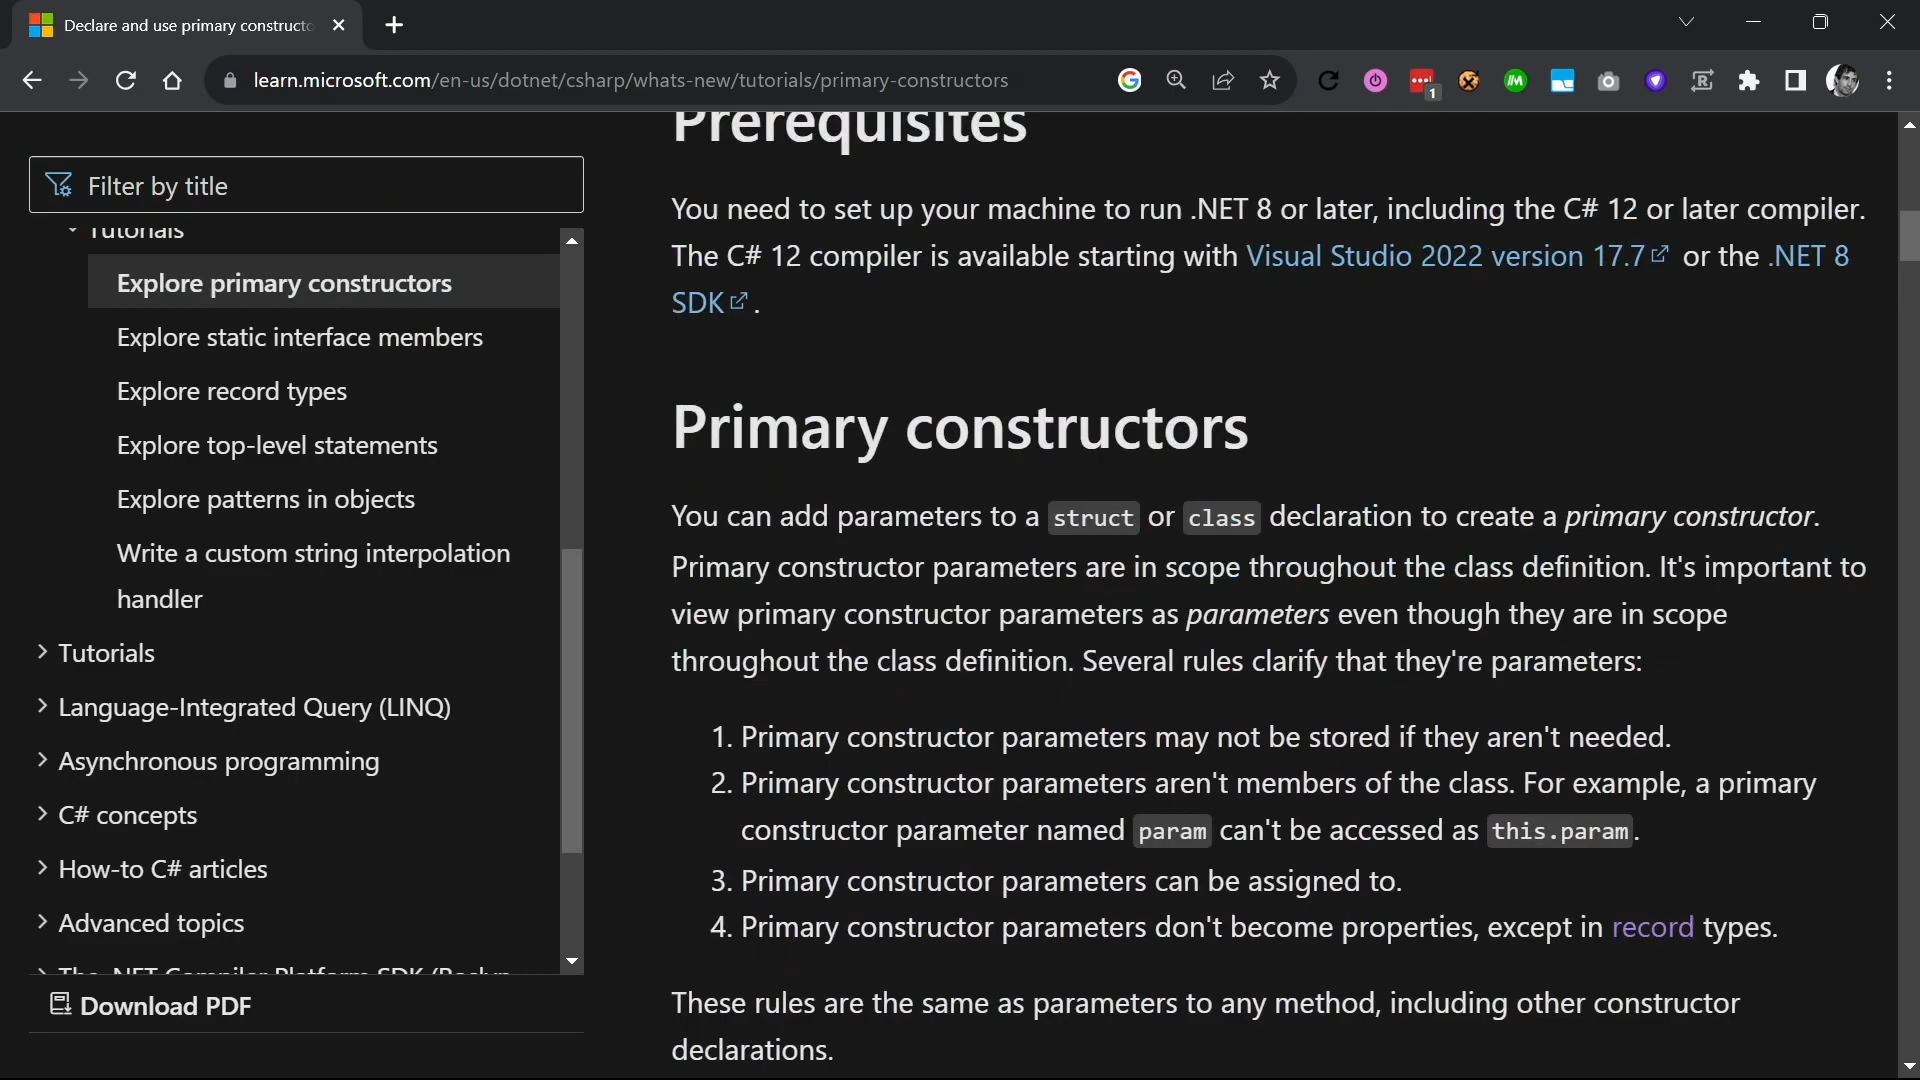 Declare and use primary constructo
learn.microsoft.com/en-us/dotnet/csharp/whats-new/tutorials/primary-constructors
1
Filter by title
Tutorials
Explore primary constructors
Explore static interface members
Explore record types
Explore top-level statements
Explore patterns in objects
Write a custom string interpolation
handler
Tutorials
Language-Integrated Query (LINQ)
Asynchronous programming
C# concepts
How-to C# articles
Advanced topics
The .NET Compiler Platform SDK (Roslyn
Download PDF
Prerequisites
You need to set up your machine to run .NET 8 or later, including the C# 12 or later compiler.
The C# 12 compiler is available starting with Visual Studio 2022 version 17.7 or the .NET 8
SDK .
Primary constructors
You can add parameters to a struct or class declaration to create a primary constructor.
Primary constructor parameters are in scope throughout the class definition. It's important to
view primary constructor parameters as parameters even though they are in scope
throughout the class definition. Several rules clarify that they're parameters:
1. Primary constructor parameters may not be stored if they aren't needed.
2. Primary constructor parameters aren't members of the class. For example, a primary
constructor parameter named param can't be accessed as this.param.
3. Primary constructor parameters can be assigned to.
4. Primary constructor parameters don't become properties, except in record types.
These rules are the same as parameters to any method, including other constructor
declarations.